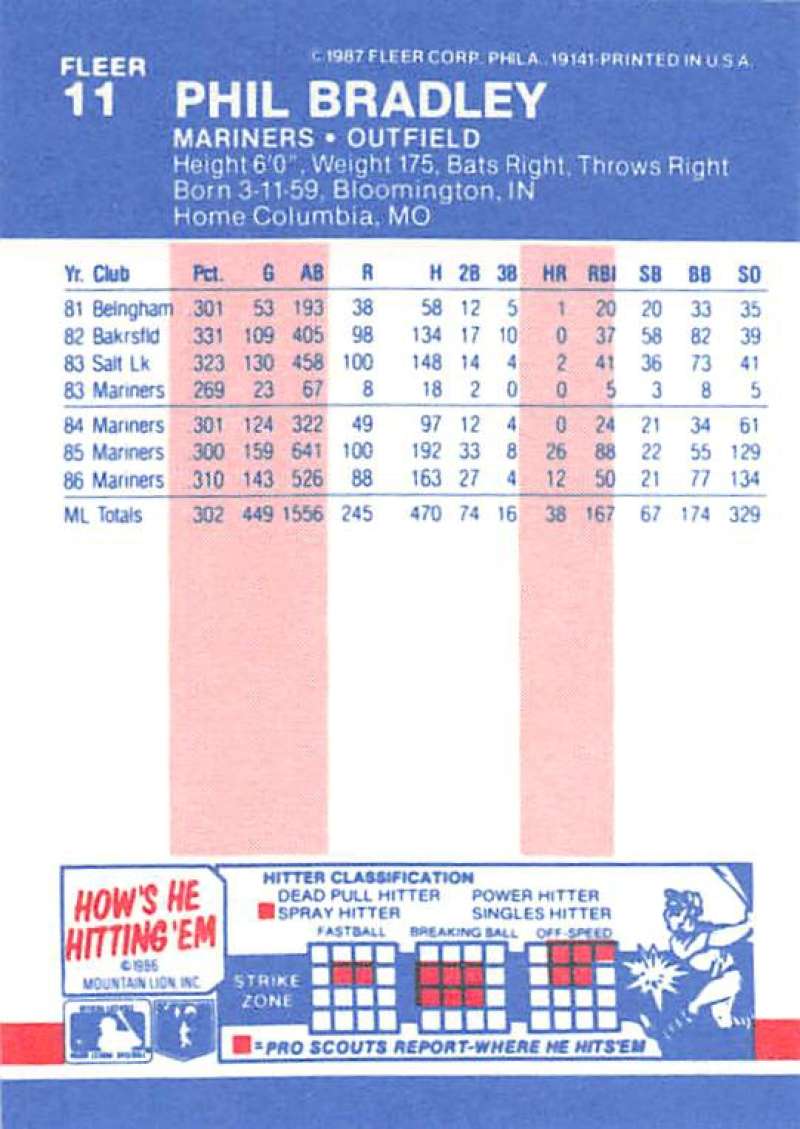 © 1987 FLEER CORP. PHILA., 19141-PRINTED IN U.S.A.
FLEER
11 PHIL BRADLEY
MARINERS • OUTFIELD
Height 6'0", Weight 175, Bats Right, Throws Right
Born 3-11-59, Bloomington, IN
Home Columbia, MO
Yr. Club Pct. G AB R H 2B 3B HR RBI SB BB SO
81 Belngham .301 53 193 38 58 12 5 1 20 20 33 35
82 Bakrsfld .331 109 405 98 134 17 10 0 37 58 82 39
83 Salt Lk .323 130 458 100 148 14 4 2 41 36 73 41
83 Mariners .269 23 67 8 18 2 0 0 5 3 8 5
84 Mariners .301 124 322 49 97 12 4 0 24 21 34 61
85 Mariners .300 159 641 100 192 33 8 26 88 22 55 129
86 Mariners .310 143 526 88 163 27 4 12 50 21 77 134
ML Totals .302 449 1556 245 470 74 16 38 167 67 174 329
HOW'S HE
HITTING 'EM
© 1986
MOUNTAIN LION, INC.
HITTER CLASSIFICATION
DEAD PULL HITTER POWER HITTER
SPRAY HITTER SINGLES HITTER
FASTBALL BREAKING BALL OFF-SPEED
STRIKE
ZONE
= PRO SCOUTS REPORT-WHERE HE HITS'EM